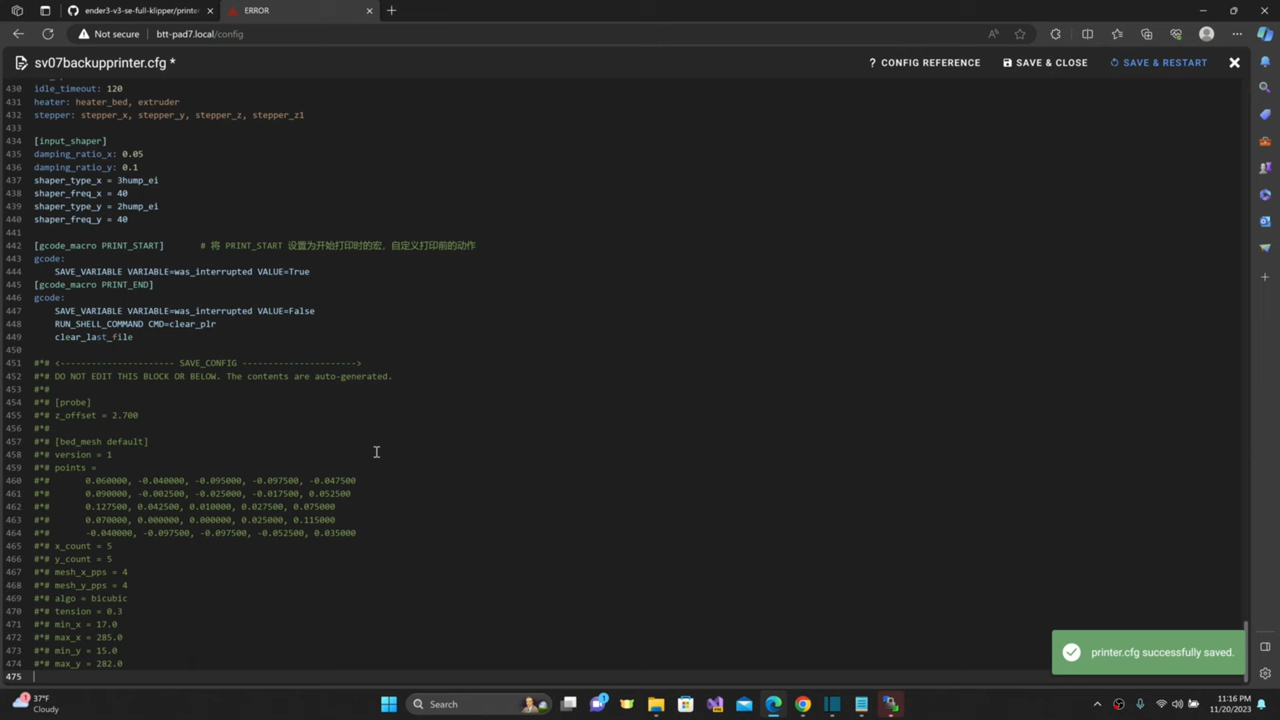 ender3-v3-se-full-klipper/printer
ERROR
Not secure
btt-pad7.local/config
sv07backupprinter.cfg *
? CONFIG REFERENCE
SAVE & CLOSE
SAVE & RESTART
430 idle_timeout: 120
431 heater: heater_bed, extruder
432 stepper: stepper_x, stepper_y, stepper_z, stepper_z1
433
434 [input_shaper]
435 damping_ratio_x: 0.05
436 damping_ratio_y: 0.1
437 shaper_type_x = 3hump_ei
438 shaper_freq_x = 40
439 shaper_type_y = 2hump_ei
440 shaper_freq_y = 40
441
442 [gcode_macro PRINT_START] # 将 PRINT_START 设置为开始打印时的宏，自定义打印前的动作
443 gcode:
444 SAVE_VARIABLE VARIABLE=was_interrupted VALUE=True
445 [gcode_macro PRINT_END]
446 gcode:
447 SAVE_VARIABLE VARIABLE=was_interrupted VALUE=False
448 RUN_SHELL_COMMAND CMD=clear_plr
449 clear_last_file
450
451 #*# <---------------------- SAVE_CONFIG ---------------------->
452 #*# DO NOT EDIT THIS BLOCK OR BELOW. The contents are auto-generated.
453 #*#
454 #*# [probe]
455 #*# z_offset = 2.700
456 #*#
457 #*# [bed_mesh default]
458 #*# version = 1
459 #*# points =
460 #*# 0.060000, -0.040000, -0.095000, -0.097500, -0.047500
461 #*# 0.090000, -0.002500, -0.025000, -0.017500, 0.052500
462 #*# 0.127500, 0.042500, 0.010000, 0.027500, 0.075000
463 #*# 0.070000, 0.000000, 0.000000, 0.025000, 0.115000
464 #*# -0.040000, -0.097500, -0.097500, -0.052500, 0.035000
465 #*# x_count = 5
466 #*# y_count = 5
467 #*# mesh_x_pps = 4
468 #*# mesh_y_pps = 4
469 #*# algo = bicubic
470 #*# tension = 0.3
471 #*# min_x = 17.0
472 #*# max_x = 285.0
473 #*# min_y = 15.0
474 #*# max_y = 282.0
475
printer.cfg successfully saved.
37°F
Cloudy
Search
11:16 PM
11/20/2023